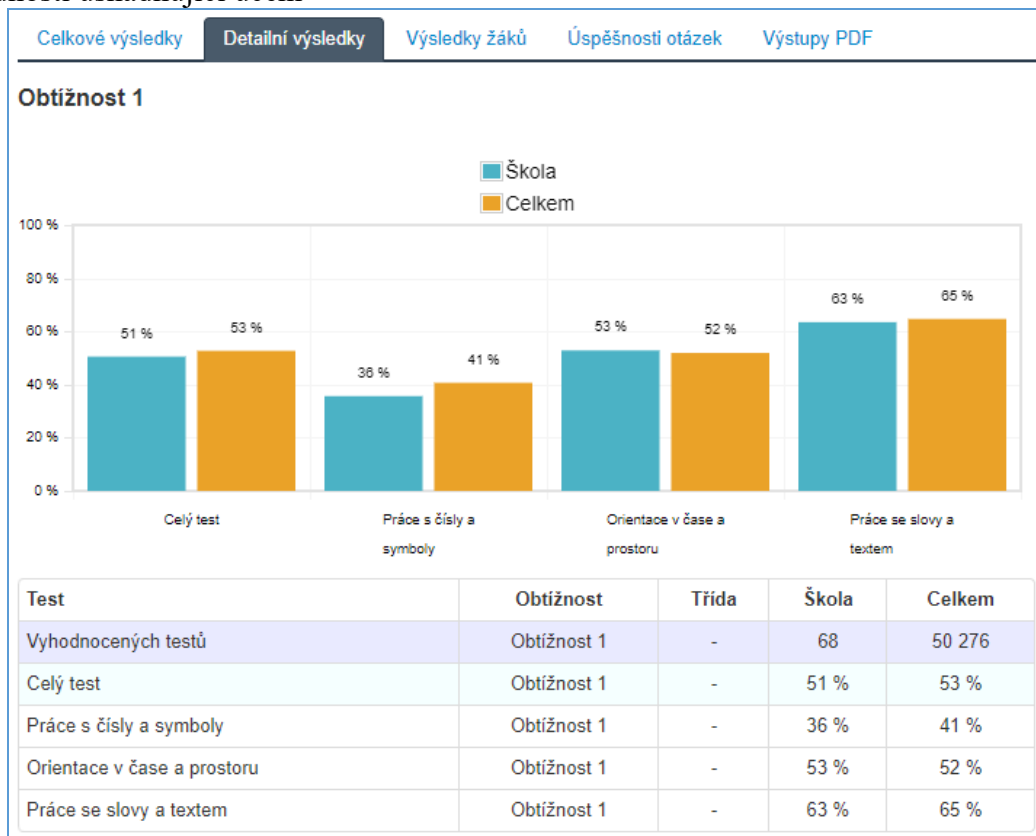 Celkové výsledky Detailní výsledky Výsledky žáků Úspěšnosti otázek Výstupy PDF
Obtížnost 1
Škola
Celkem
100 %
80 %
60 %
40 %
20 %
0 %
51 % 53 % 36 % 41 % 53 % 52 % 63 % 65 %
Celý test Práce s čísly a Orientace v čase a Práce se slovy a
symboly prostoru textem
Test Obtížnost Třída Škola Celkem
Vyhodnocených testů Obtížnost 1 - 68 50 276
Celý test Obtížnost 1 - 51 % 53 %
Práce s čísly a symboly Obtížnost 1 - 36 % 41 %
Orientace v čase a prostoru Obtížnost 1 - 53 % 52 %
Práce se slovy a textem Obtížnost 1 - 63 % 65 %